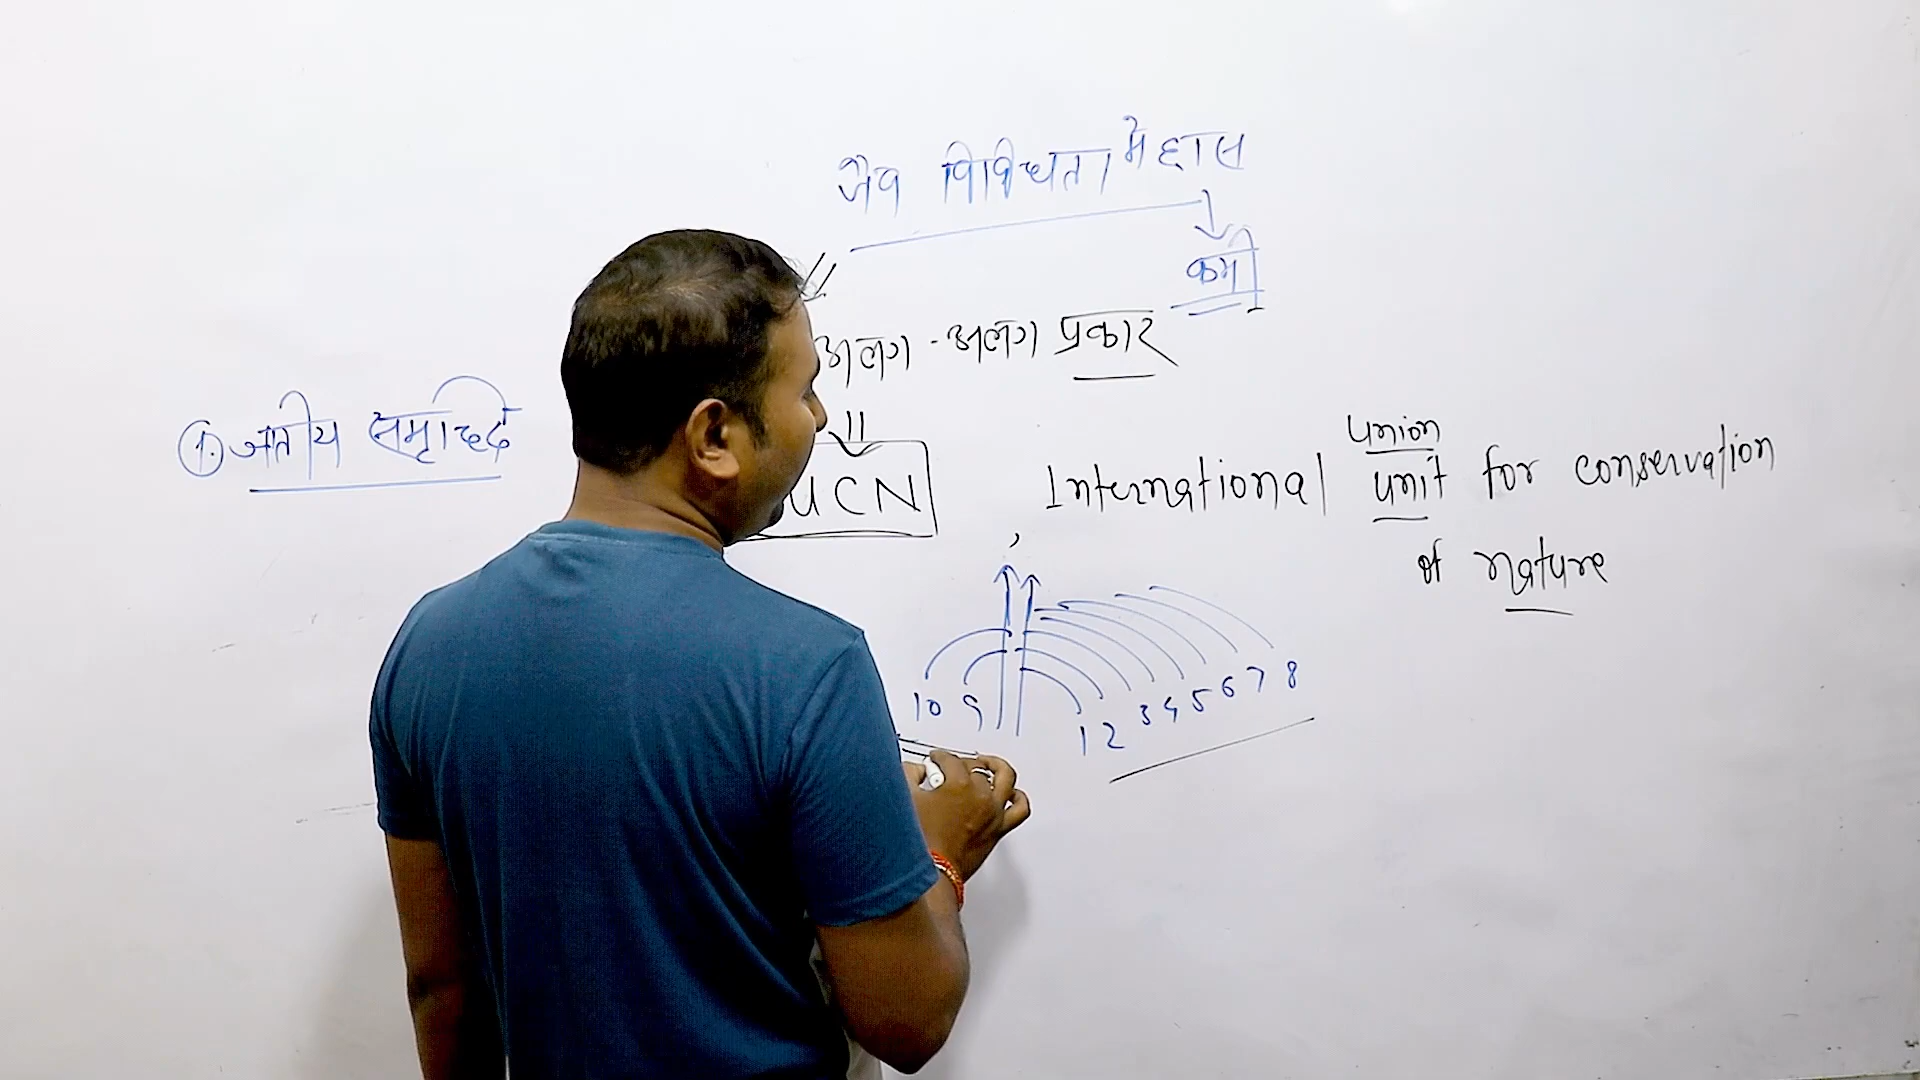 जैव विविधता में ह्रास
कमी
अलग - अलग प्रकार
1. जातीय समृद्धि
UCN
Union
International unit for conservation
of nature
10 9 1 2 3 4 5 6 7 8